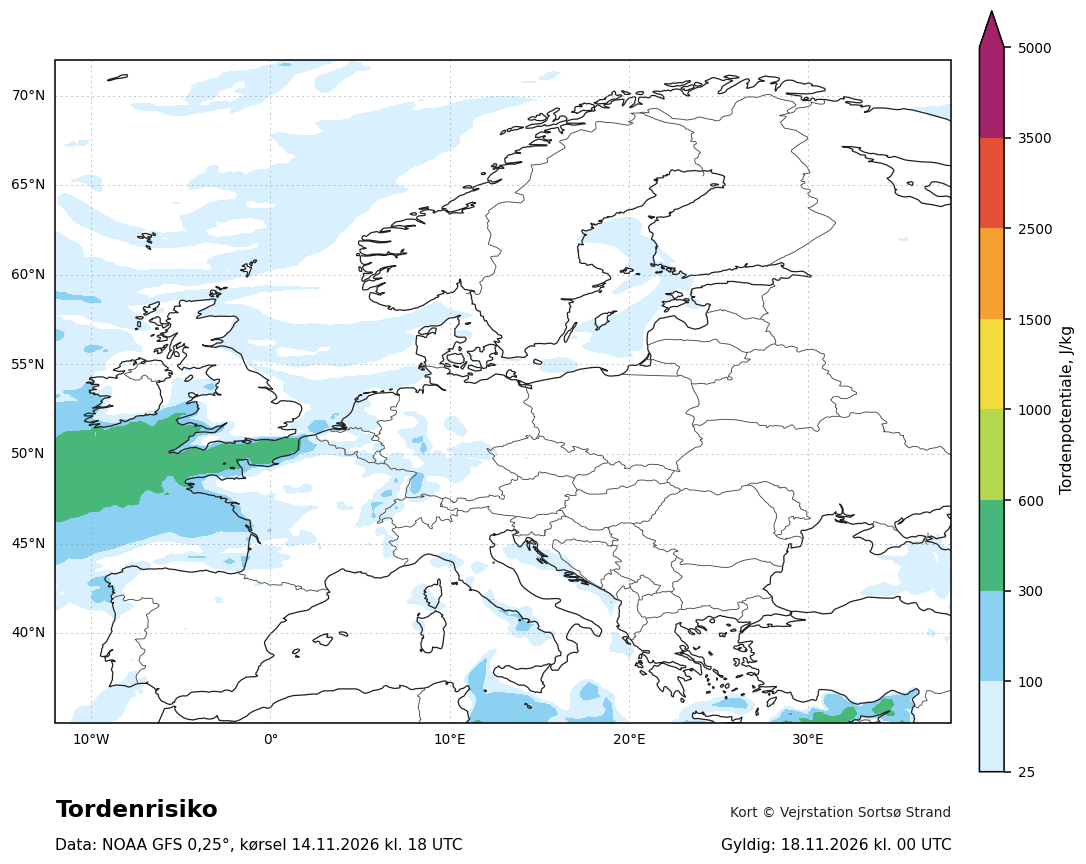 70°N
65°N
60°N
55°N
50°N
45°N
40°N
10°W
0°
10°E
20°E
30°E
5000
3500
2500
1500
1000
600
300
100
25
Tordenpotentiale, J/kg
Tordenrisiko
Kort © Vejrstation Sortsø Strand
Data: NOAA GFS 0,25°, kørsel 14.11.2026 kl. 18 UTC
Gyldig: 18.11.2026 kl. 00 UTC